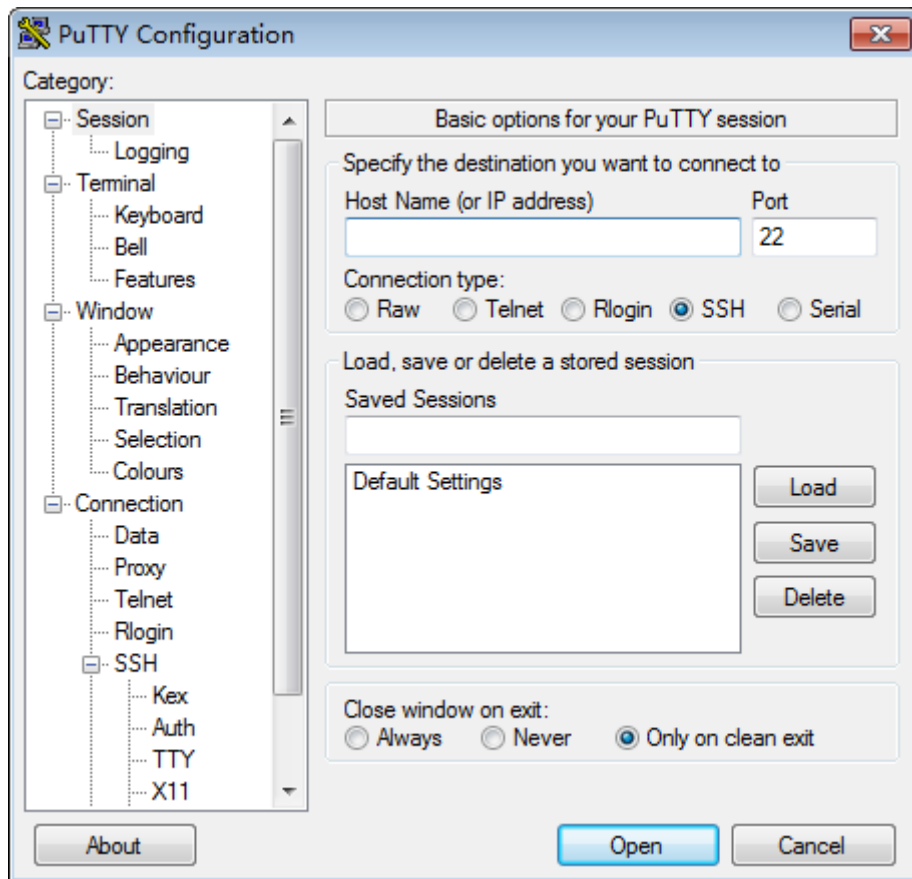 PuTTY Configuration
Category:
Session
Logging
Terminal
Keyboard
Bell
Features
Window
Appearance
Behaviour
Translation
Selection
Colours
Connection
Data
Proxy
Telnet
Rlogin
SSH
Kex
Auth
TTY
X11
Basic options for your PuTTY session
Specify the destination you want to connect to
Host Name (or IP address) Port
22
Connection type:
Raw Telnet Rlogin SSH Serial
Load, save or delete a stored session
Saved Sessions
Default Settings
Load
Save
Delete
Close window on exit:
Always Never Only on clean exit
About Open Cancel